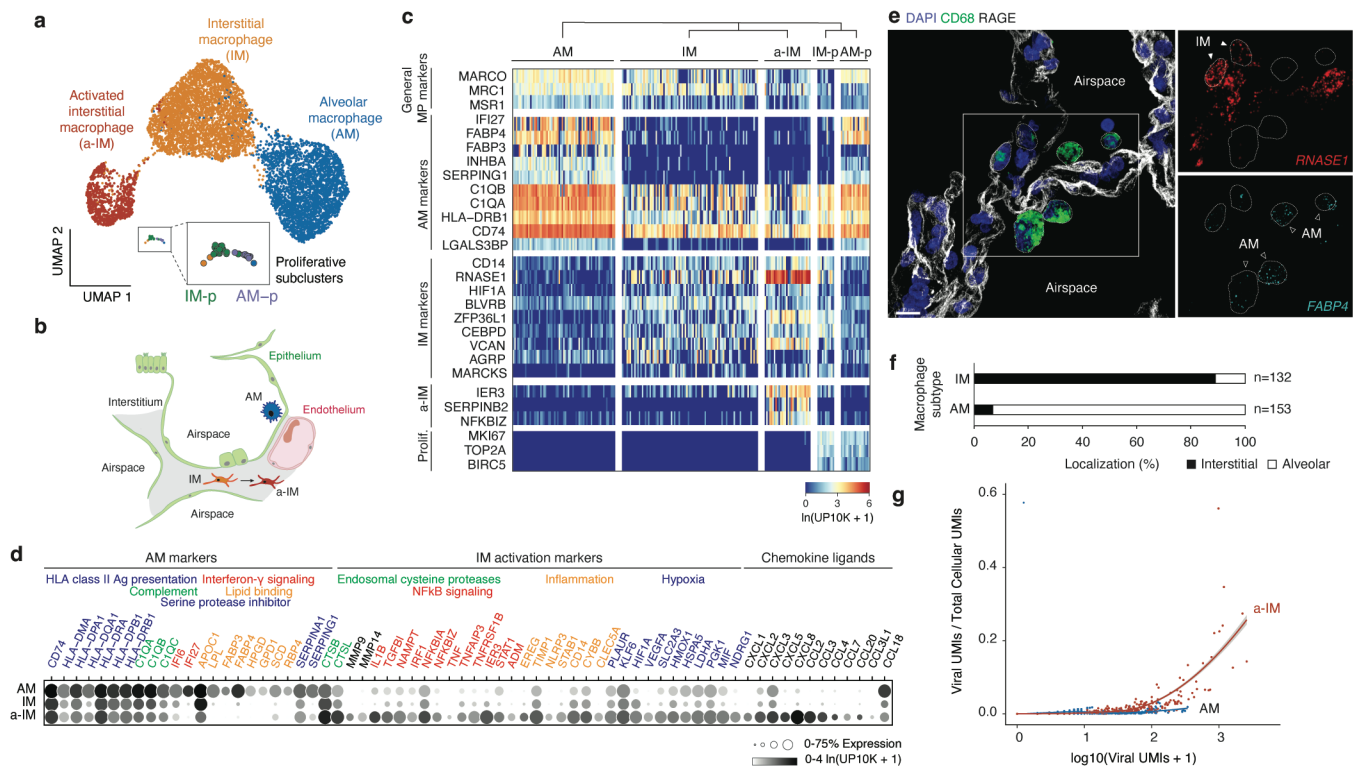 a
Interstitial
macrophage
(IM)
Activated
interstitial
macrophage
(a-IM)
Alveolar
macrophage
(AM)
UMAP 2
UMAP 1
Proliferative
subclusters
IM-p
AM–p
b
Epithelium
Interstitium
AM
Endothelium
Airspace
Airspace
IM
a-IM
Airspace
c
AM
IM
a-IM
IM-p
AM-p
General
MP markers
MARCO
MRC1
MSR1
AM markers
IFI27
FABP4
FABP3
INHBA
SERPING1
C1QB
C1QA
HLA–DRB1
CD74
LGALS3BP
IM markers
CD14
RNASE1
HIF1A
BLVRB
ZFP36L1
CEBPD
VCAN
AGRP
MARCKS
a-IM
IER3
SERPINB2
NFKBIZ
Prolif.
MKI67
TOP2A
BIRC5
0 3 6
ln(UP10K + 1)
d
AM markers
IM activation markers
Chemokine ligands
HLA class II Ag presentation Interferon-γ signaling
Complement Lipid binding
Serine protease inhibitor
Endosomal cysteine proteases
NFkB signaling
Inflammation
Hypoxia
CD74
HLA–DMA
HLA–DPA1
HLA–DQA1
HLA–DRA
HLA–DPB1
HLA–DRB1
C1QA
C1QB
C1QC
IFI6
IFI27
APOC1
LPL
FABP3
FABP4
HPGD
GPD1
SCD
RBP4
SERPINA1
SERPING1
CTSB
CTSL
MMP9
MMP14
IL1B
TGFBI
NAMPT
IRF1
NFKBIA
NFKBIZ
TNF
TNFAIP3
TNFRSF1B
IER3
STAT1
ADM
EREG
TIMP1
NLRP3
STAB1
CD14
CYBB
CLEC5A
PLAUR
KLF6
HIF1A
VEGFA
SLC2A3
HMOX1
HSPA5
LDHA
PGK1
MIF
NDRG1
CXCL1
CXCL2
CXCL3
CXCL5
CXCL8
CCL2
CCL3
CCL4
CCL7
CCL20
CCL3L1
CCL18
AM
IM
a-IM
0-75% Expression
0-4 ln(UP10K + 1)
e
DAPI CD68 RAGE
Airspace
Airspace
IM
RNASE1
AM
AM
FABP4
f
Macrophage
subtype
IM
n=132
AM
n=153
0 20 40 60 80 100
Localization (%)
Interstitial
Alveolar
g
Viral UMIs / Total Cellular UMIs
0.6
0.4
0.2
0.0
a-IM
AM
0 1 2 3
log10(Viral UMIs + 1)